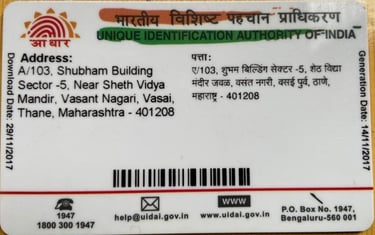 भारतीय विशिष्ट पहचान प्राधिकरण
UNIQUE IDENTIFICATION AUTHORITY OF INDIA
आधार
Address:
A/103, Shubham Building
Sector -5, Near Sheth Vidya
Mandir, Vasant Nagari, Vasai,
Thane, Maharashtra - 401208
पत्ता:
ए/103, शुभम बिल्डिंग सेक्टर -5, शेठ विद्या
मंदीर जवळ, वसंत नगरी, वसई पुर्व, ठाणे,
महाराष्ट्र - 401208
Download Date: 29/11/2017
Generation Date: 14/11/2017
1947
1800 300 1947
help@uidai.gov.in
WWW
www.uidai.gov.in
P.O. Box No. 1947,
Bengaluru-560 001